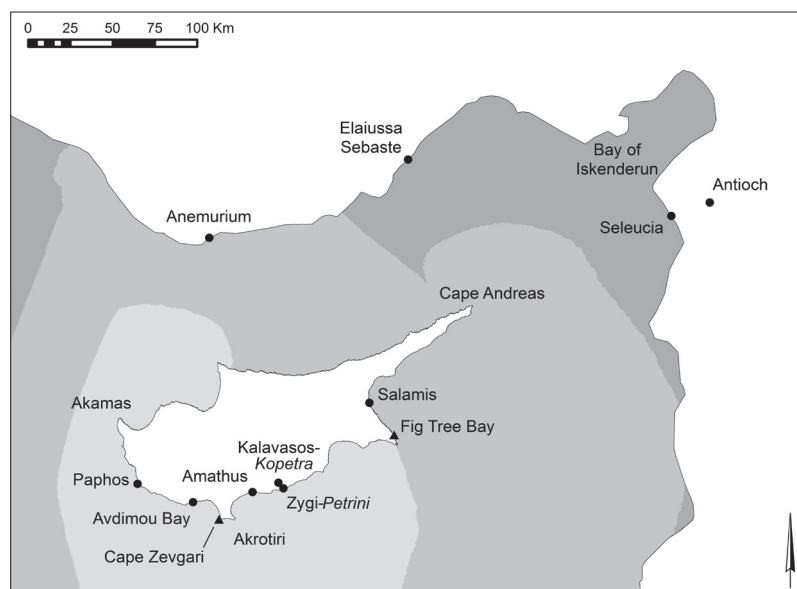 0 25 50 75 100 Km
Elaiussa
Sebaste
Bay of
Iskenderun
Antioch
Anemurium
Seleucia
Cape Andreas
Akamas
Salamis
Fig Tree Bay
Kalavasos-
Kopetra
Paphos
Amathus
Zygi-Petrini
Avdimou Bay
Akrotiri
Cape Zevgari